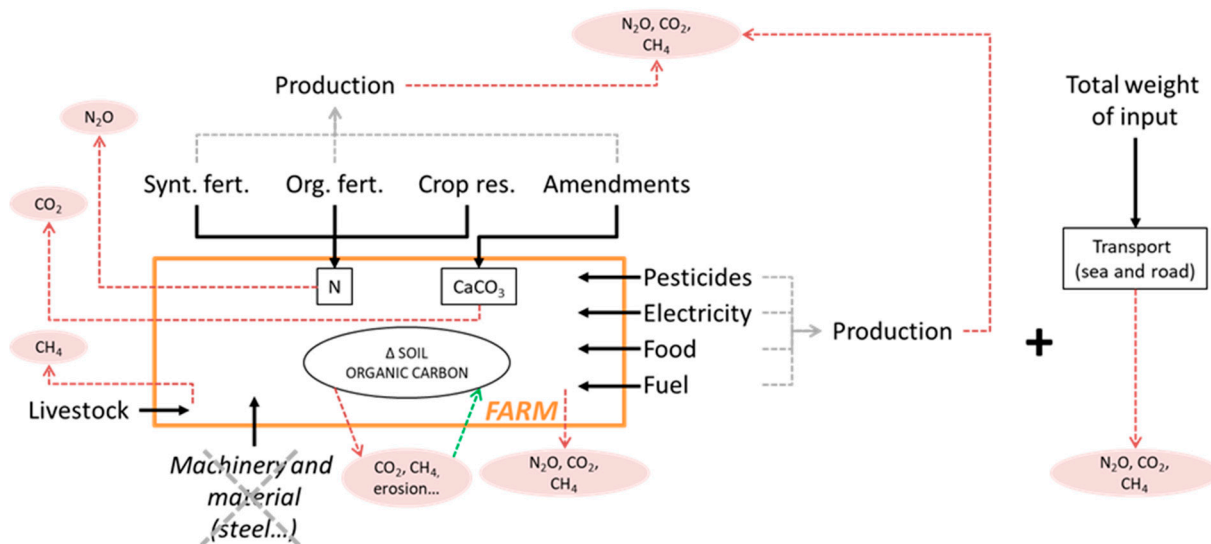 N₂O, CO₂,
CH₄
Production
Total weight
of input
N₂O
Synt. fert.
Org. fert.
Crop res.
Amendments
CO₂
Transport
(sea and road)
N
CaCO₃
Pesticides
Electricity
Production
+
Food
Fuel
CH₄
Δ SOIL
ORGANIC CARBON
Livestock
FARM
Machinery and
material
(steel...)
CO₂, CH₄,
erosion...
N₂O, CO₂,
CH₄
N₂O, CO₂,
CH₄